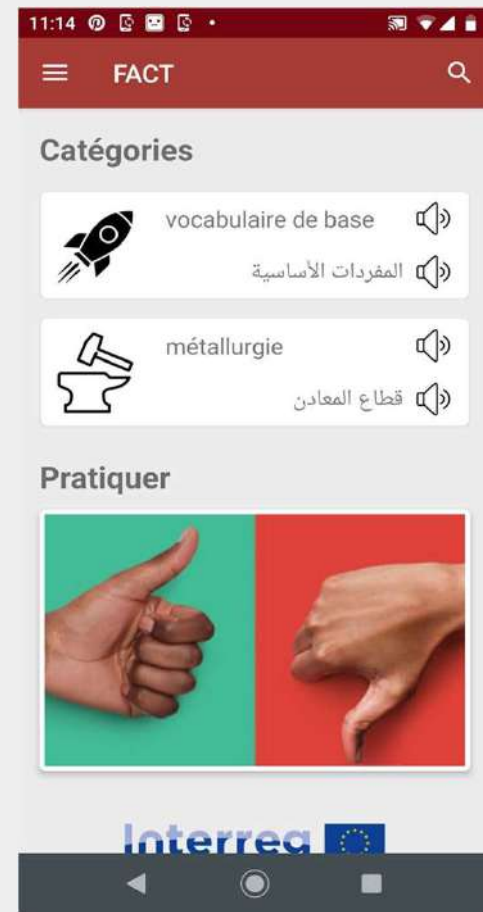 11:14
FACT
Catégories
vocabulaire de base
المفردات الأساسية
métallurgie
قطاع المعادن
Pratiquer
Interreg